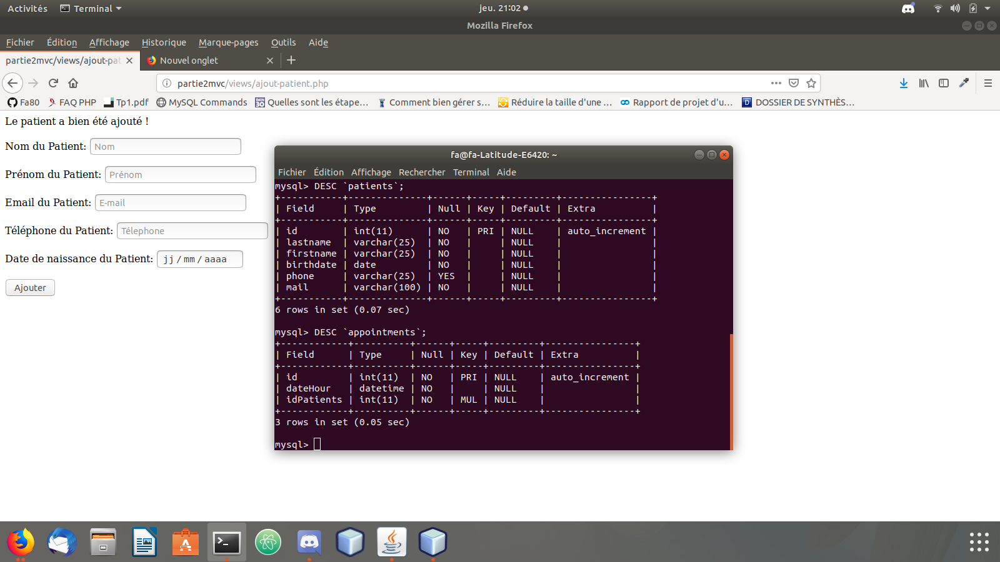 Activités Terminal jeu. 21:02
Mozilla Firefox
Fichier Édition Affichage Historique Marque-pages Outils Aide
partie2mvc/views/ajout-pat Nouvel onglet
partie2mvc/views/ajout-patient.php
Fa80 FAQ PHP Tp1.pdf MySQL Commands Quelles sont les étape… Comment bien gérer s… Réduire la taille d'une … Rapport de projet d'u… DOSSIER DE SYNTHÈS…
Le patient a bien été ajouté !
Nom du Patient: Nom
Prénom du Patient: Prénom
Email du Patient: E-mail
Téléphone du Patient: Télephone
Date de naissance du Patient: jj / mm / aaaa
Ajouter
fa@fa-Latitude-E6420: ~
Fichier Édition Affichage Rechercher Terminal Aide
mysql> DESC `patients`;
+-----------+--------------+------+-----+---------+----------------+
| Field     | Type         | Null | Key | Default | Extra          |
+-----------+--------------+------+-----+---------+----------------+
| id        | int(11)      | NO   | PRI | NULL    | auto_increment |
| lastname  | varchar(25)  | NO   |     | NULL    |                |
| firstname | varchar(25)  | NO   |     | NULL    |                |
| birthdate | date         | NO   |     | NULL    |                |
| phone     | varchar(25)  | YES  |     | NULL    |                |
| mail      | varchar(100) | NO   |     | NULL    |                |
+-----------+--------------+------+-----+---------+----------------+
6 rows in set (0.07 sec)
mysql> DESC `appointments`;
+------------+----------+------+-----+---------+----------------+
| Field      | Type     | Null | Key | Default | Extra          |
+------------+----------+------+-----+---------+----------------+
| id         | int(11)  | NO   | PRI | NULL    | auto_increment |
| dateHour   | datetime | NO   |     | NULL    |                |
| idPatients | int(11)  | NO   | MUL | NULL    |                |
+------------+----------+------+-----+---------+----------------+
3 rows in set (0.05 sec)
mysql>